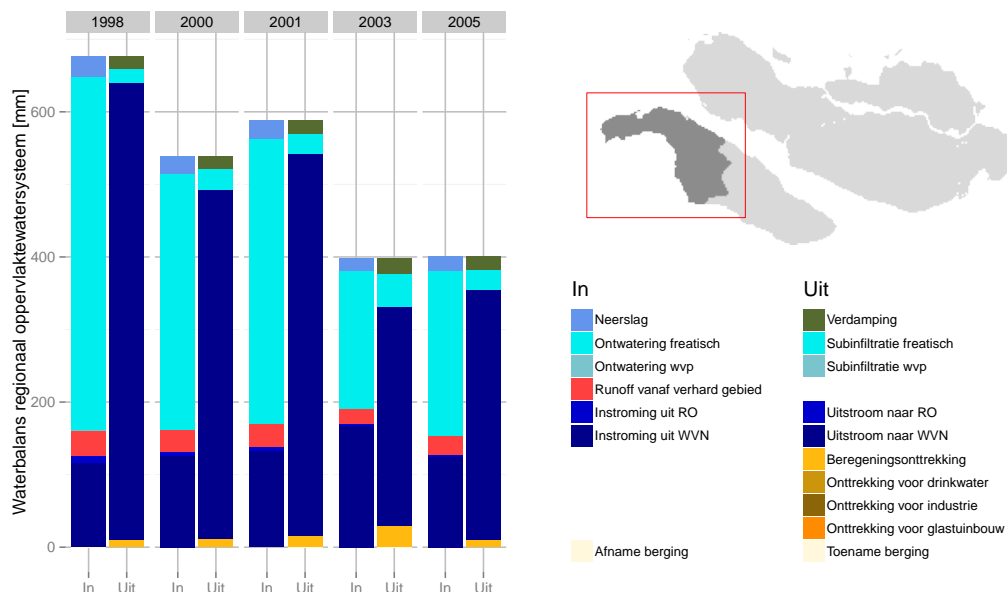 1998 2000 2001 2003 2005
Waterbalans regionaal oppervlaktewatersysteem [mm]
600
400
200
0
In Uit In Uit In Uit In Uit In Uit
In
Neerslag
Ontwatering freatisch
Ontwatering wvp
Runoff vanaf verhard gebied
Instroming uit RO
Instroming uit WVN
Afname berging
Uit
Verdamping
Subinfiltratie freatisch
Subinfiltratie wvp
Uitstroom naar RO
Uitstroom naar WVN
Beregeningsonttrekking
Onttrekking voor drinkwater
Onttrekking voor industrie
Onttrekking voor glastuinbouw
Toename berging